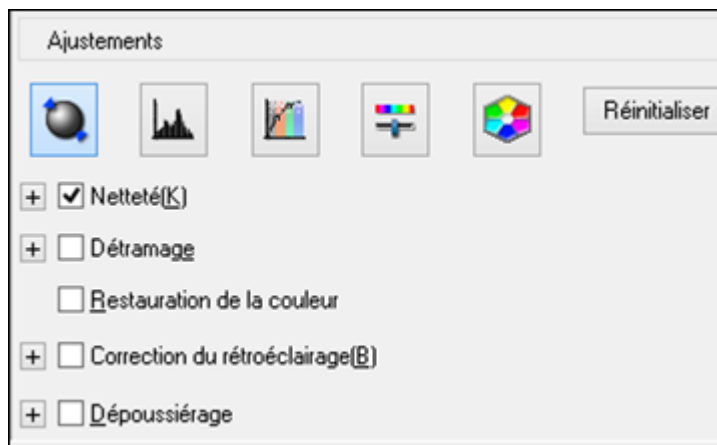 Ajustements
Réinitialiser
Netteté(K)
Détramage
Restauration de la couleur
Correction du rétroéclairage(B)
Dépoussiérage